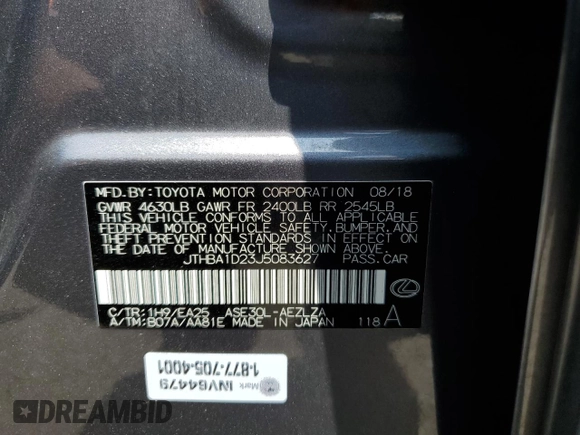 MFD.BY:TOYOTA MOTOR CORPORATION 08/18
GVWR 4630LB GAWR FR 2400LB RR 2545LB
THIS VEHICLE CONFORMS TO ALL APPLICABLE
FEDERAL MOTOR VEHICLE SAFETY,BUMPER,AND
THEFT PREVENTION STANDARDS IN EFFECT ON
THE DATE OF MANUFACTURE SHOWN ABOVE.
JTHBA1D23J5083627 PASS.CAR
C/TR:1H9/EA25 ASE30L-AEZLZA
A/TM:B07A/AA81E MADE IN JAPAN 118 A
Mark
INV64479
1-877-705-4001
DREAMBID